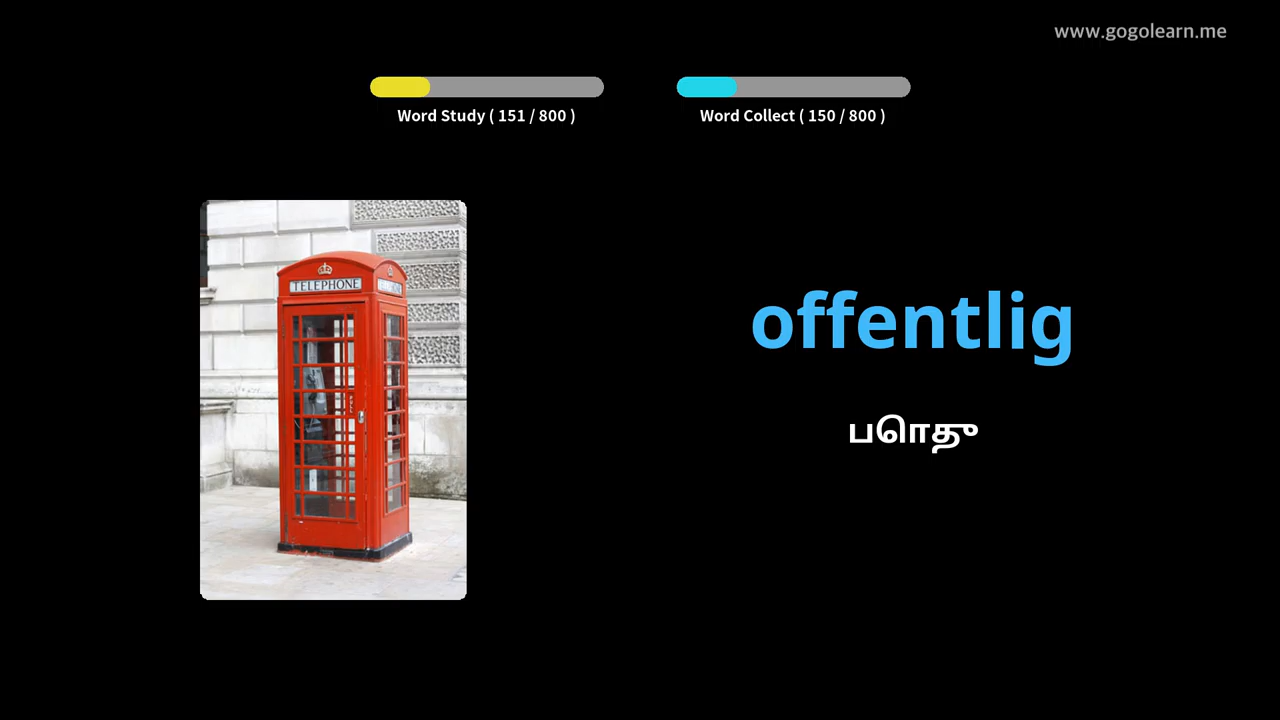 www.gogolearn.me
Word Study ( 151 / 800 )
Word Collect ( 150 / 800 )
TELEPHONE
offentlig
பொது